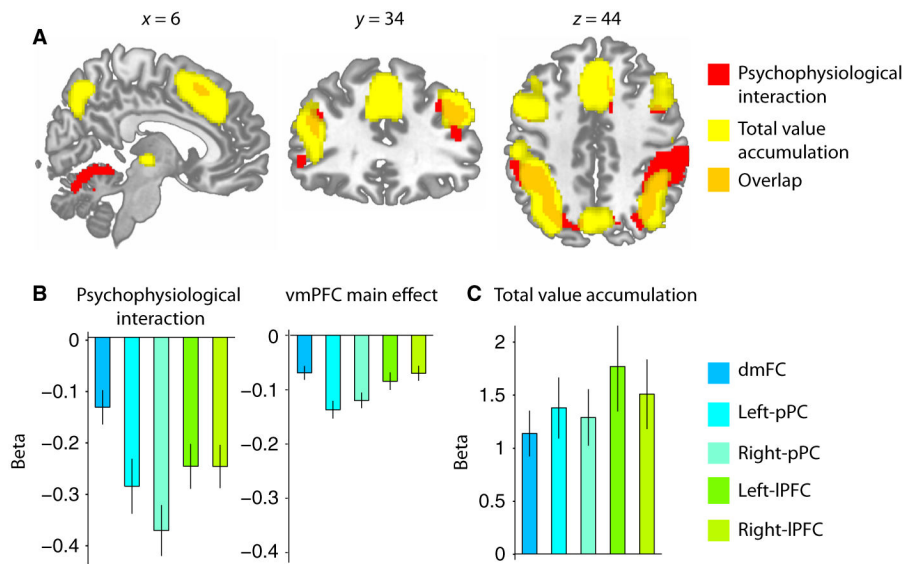 A
x = 6
y = 34
z = 44
Psychophysiological
interaction
Total value
accumulation
Overlap
B
Psychophysiological
interaction
vmPFC main effect
C
Total value accumulation
Beta
0
−0.1
−0.2
−0.3
−0.4
0
−0.1
−0.2
−0.3
−0.4
Beta
2
1.5
1
0.5
0
dmFC
Left-pPC
Right-pPC
Left-lPFC
Right-lPFC